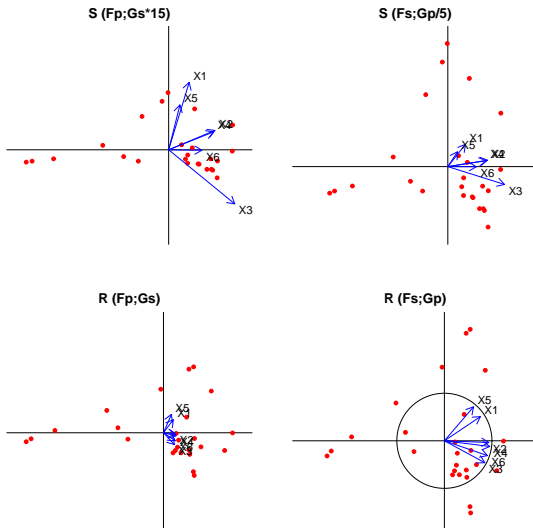 S (Fp;Gs*15)
X1
X5
X2
X4
X6
X3
S (Fs;Gp/5)
X1
X5
X2
X4
X6
X3
R (Fp;Gs)
X5
X1
X2
R (Fs;Gp)
X5
X1
X2
X4
X6
X3